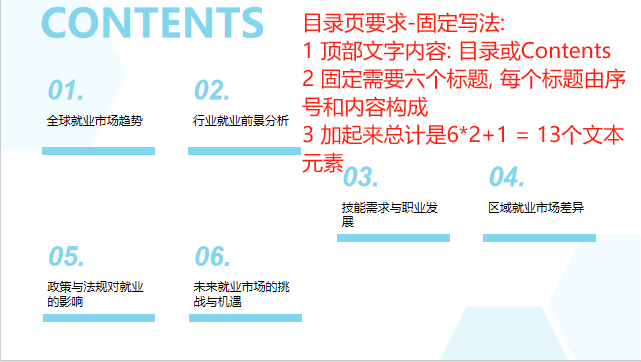 CONTENTS
目录页要求-固定写法:
1 顶部文字内容: 目录或Contents
2 固定需要六个标题, 每个标题由序
号和内容构成
3 加起来总计是6*2+1 = 13个文本
元素
01.
全球就业市场趋势
02.
行业就业前景分析
03.
技能需求与职业发
展
04.
区域就业市场差异
05.
政策与法规对就业
的影响
06.
未来就业市场的挑
战与机遇